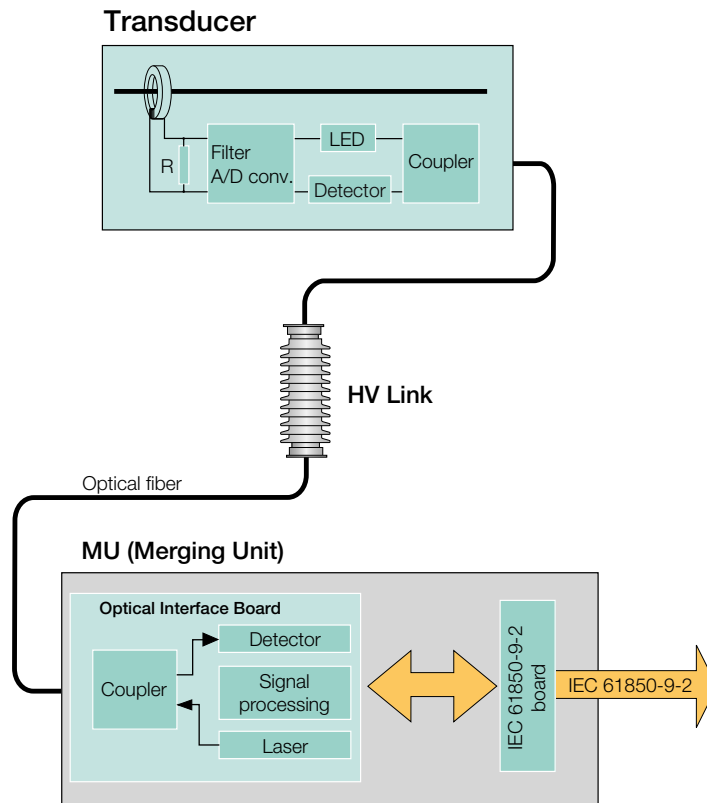 Transducer
R
Filter
A/D conv.
LED
Detector
Coupler
HV Link
Optical fiber
MU (Merging Unit)
Optical Interface Board
Coupler
Detector
Signal
processing
Laser
IEC 61850-9-2
board
IEC 61850-9-2